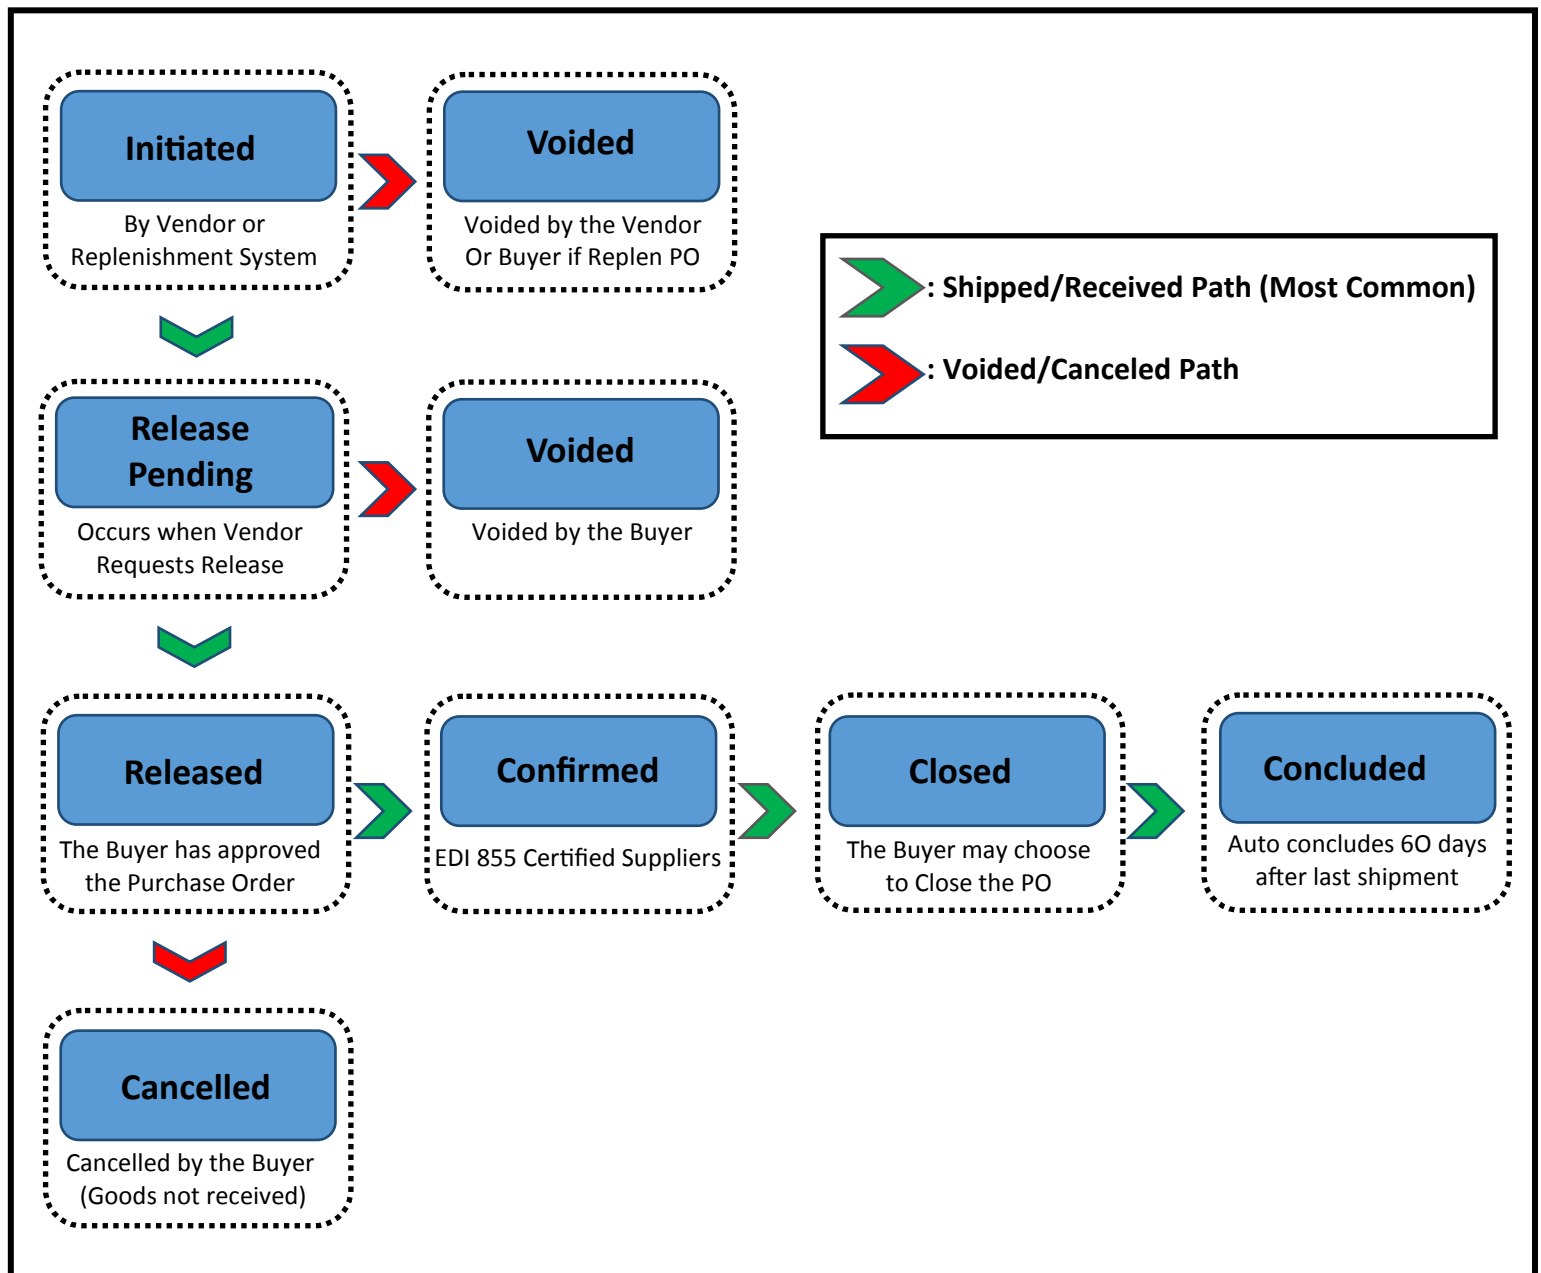 Initiated
By Vendor or
Replenishment System
Voided
Voided by the Vendor
Or Buyer if Replen PO
: Shipped/Received Path (Most Common)
: Voided/Canceled Path
Release
Pending
Occurs when Vendor
Requests Release
Voided
Voided by the Buyer
Released
The Buyer has approved
the Purchase Order
Confirmed
EDI 855 Certified Suppliers
Closed
The Buyer may choose
to Close the PO
Concluded
Auto concludes 6O days
after last shipment
Cancelled
Cancelled by the Buyer
(Goods not received)